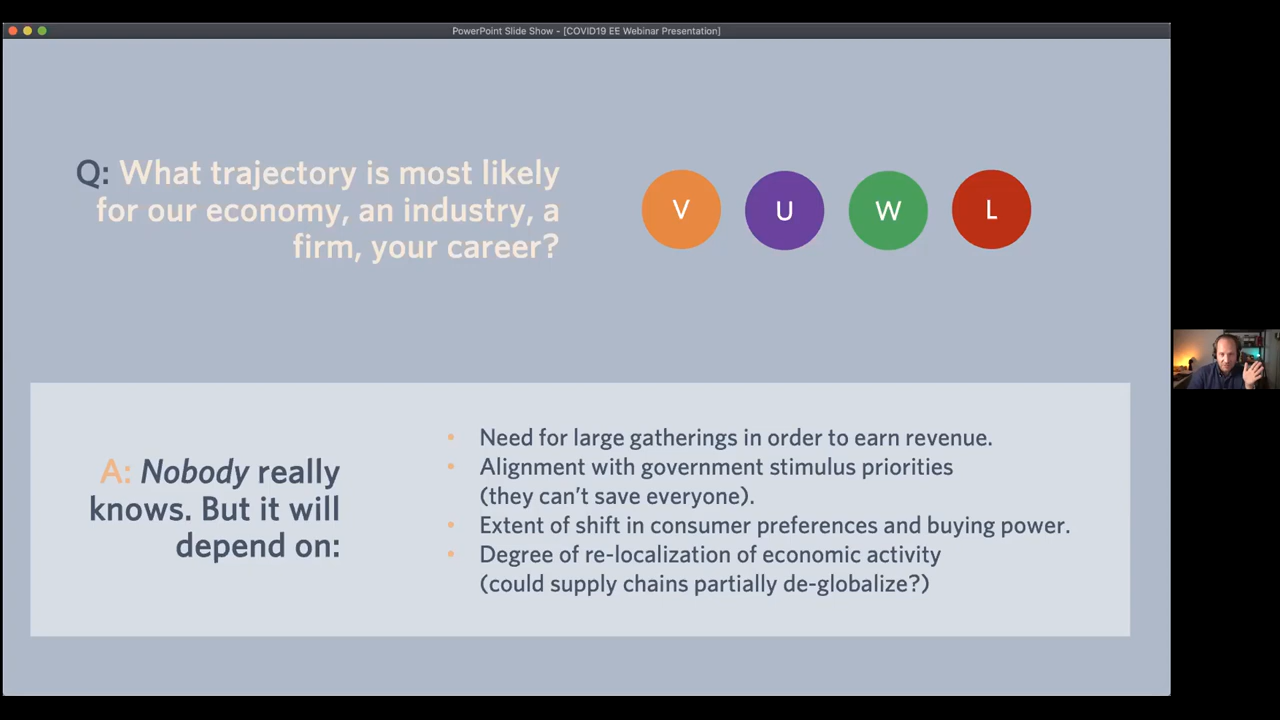 PowerPoint Slide Show - [COVID19 EE Webinar Presentation]
Q: What trajectory is most likely
for our economy, an industry, a
firm, your career?
V U W L
A: Nobody really
knows. But it will
depend on:
• Need for large gatherings in order to earn revenue.
• Alignment with government stimulus priorities
(they can’t save everyone).
• Extent of shift in consumer preferences and buying power.
• Degree of re-localization of economic activity
(could supply chains partially de-globalize?)